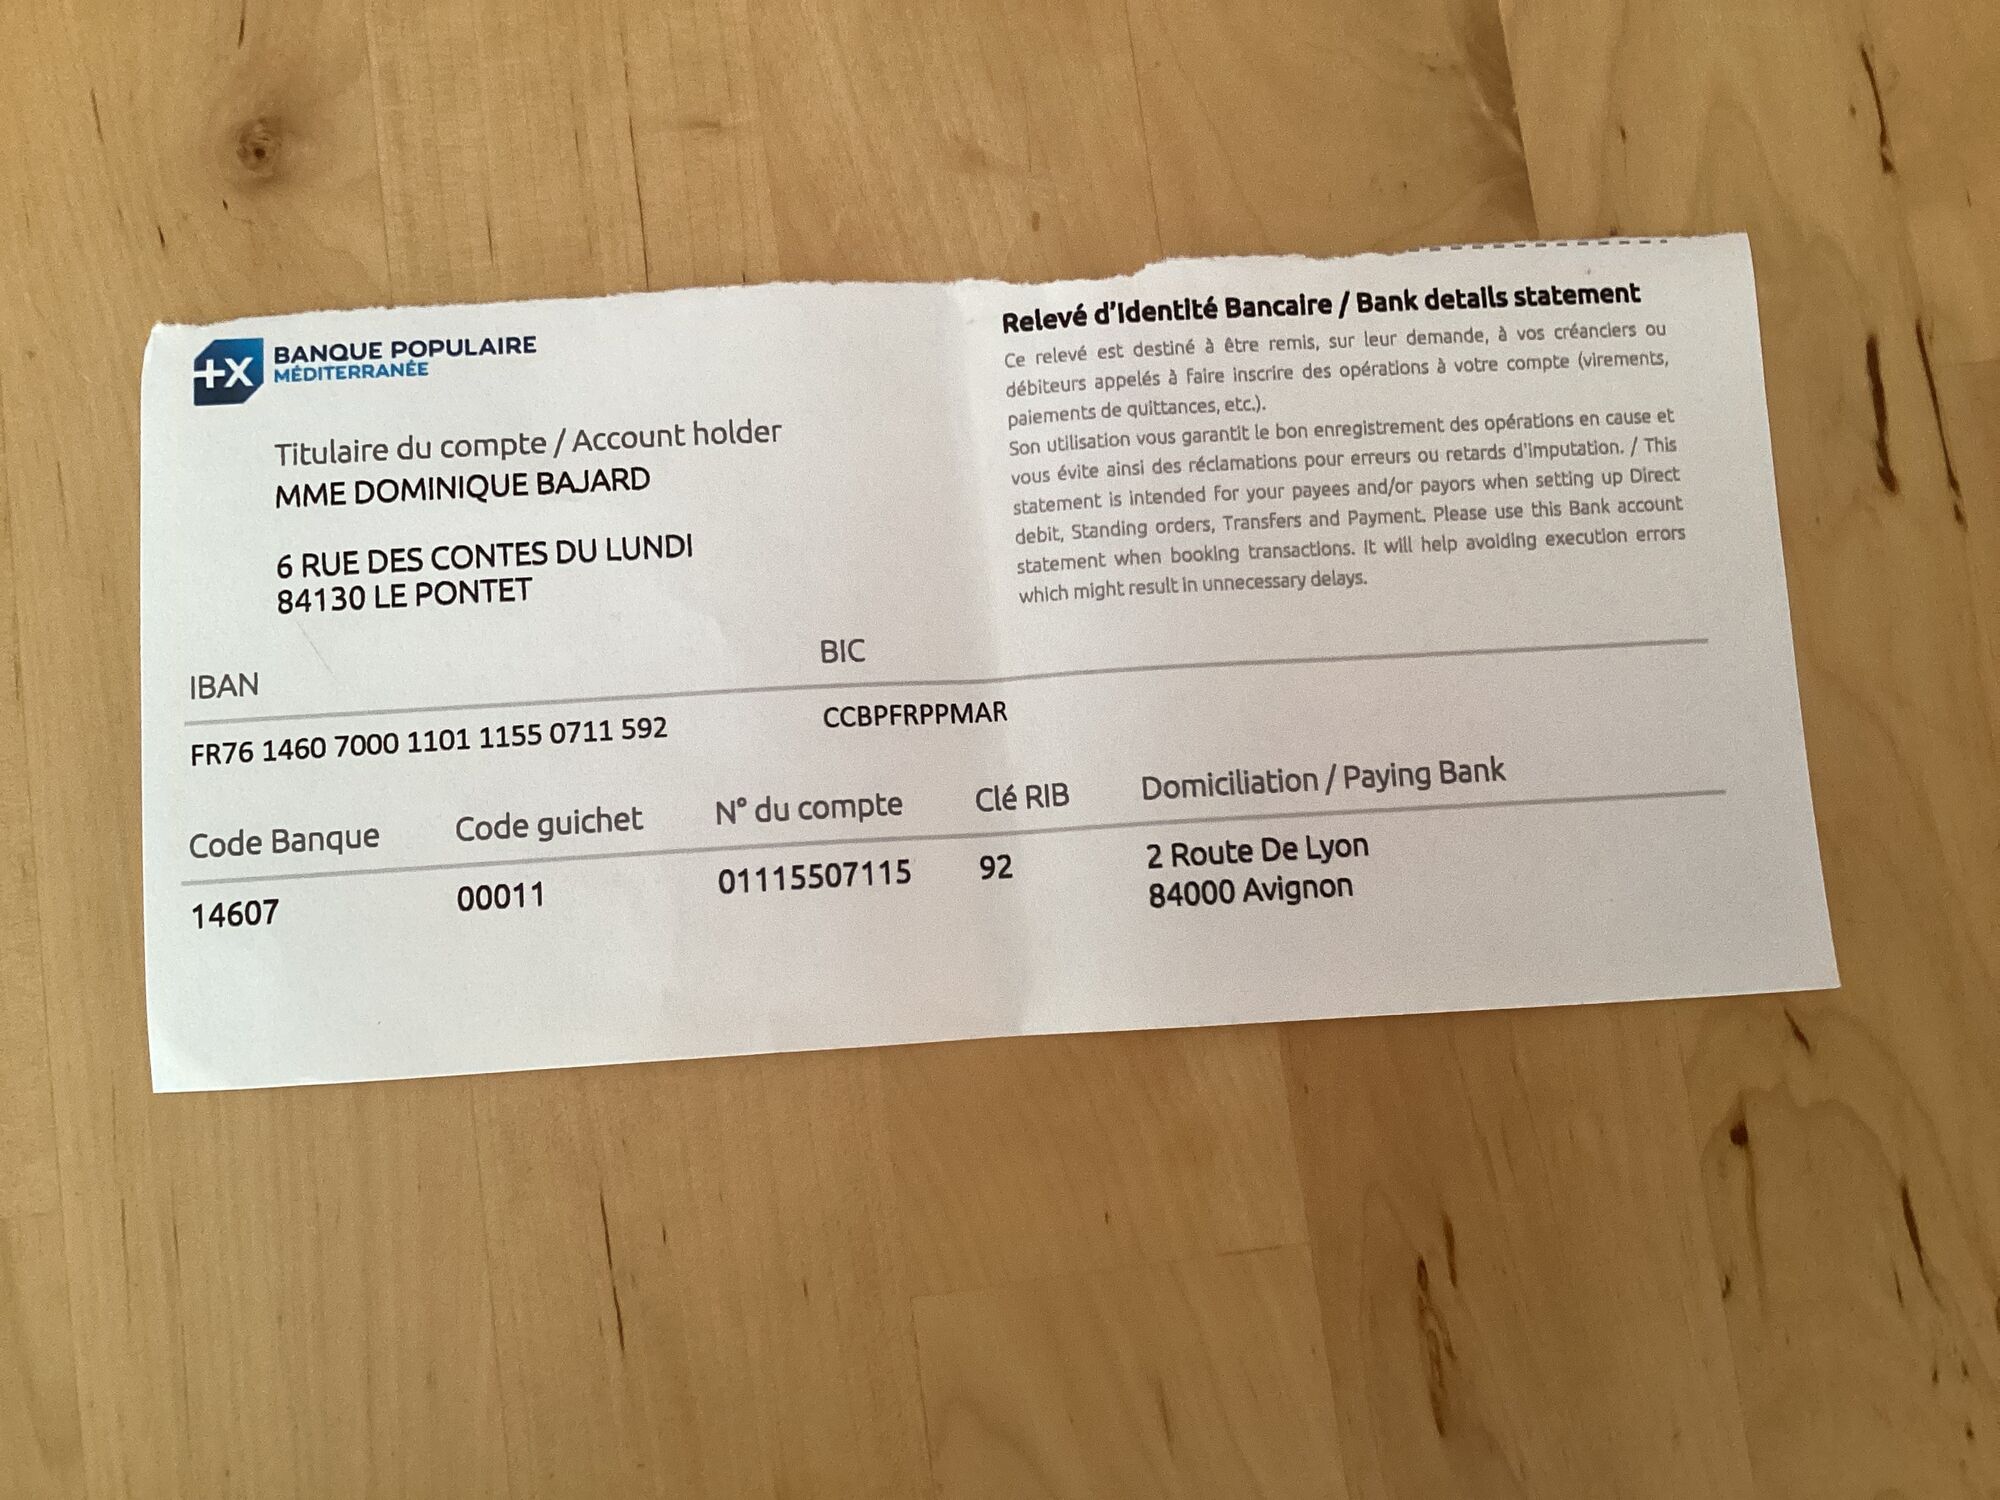 +X BANQUE POPULAIRE
MÉDITERRANÉE
Titulaire du compte / Account holder
MME DOMINIQUE BAJARD
6 RUE DES CONTES DU LUNDI
84130 LE PONTET
Relevé d'Identité Bancaire / Bank details statement
Ce relevé est destiné à être remis, sur leur demande, à vos créanciers ou
débiteurs appelés à faire inscrire des opérations à votre compte (virements,
paiements de quittances, etc.).
Son utilisation vous garantit le bon enregistrement des opérations en cause et
vous évite ainsi des réclamations pour erreurs ou retards d'imputation. / This
statement is intended for your payees and/or payors when setting up Direct
debit, Standing orders, Transfers and Payment. Please use this Bank account
statement when booking transactions. It will help avoiding execution errors
which might result in unnecessary delays.
IBAN BIC
FR76 1460 7000 1101 1155 0711 592 CCBPFRPPMAR
Code Banque Code guichet N° du compte Clé RIB Domiciliation / Paying Bank
14607 00011 01115507115 92 2 Route De Lyon
84000 Avignon